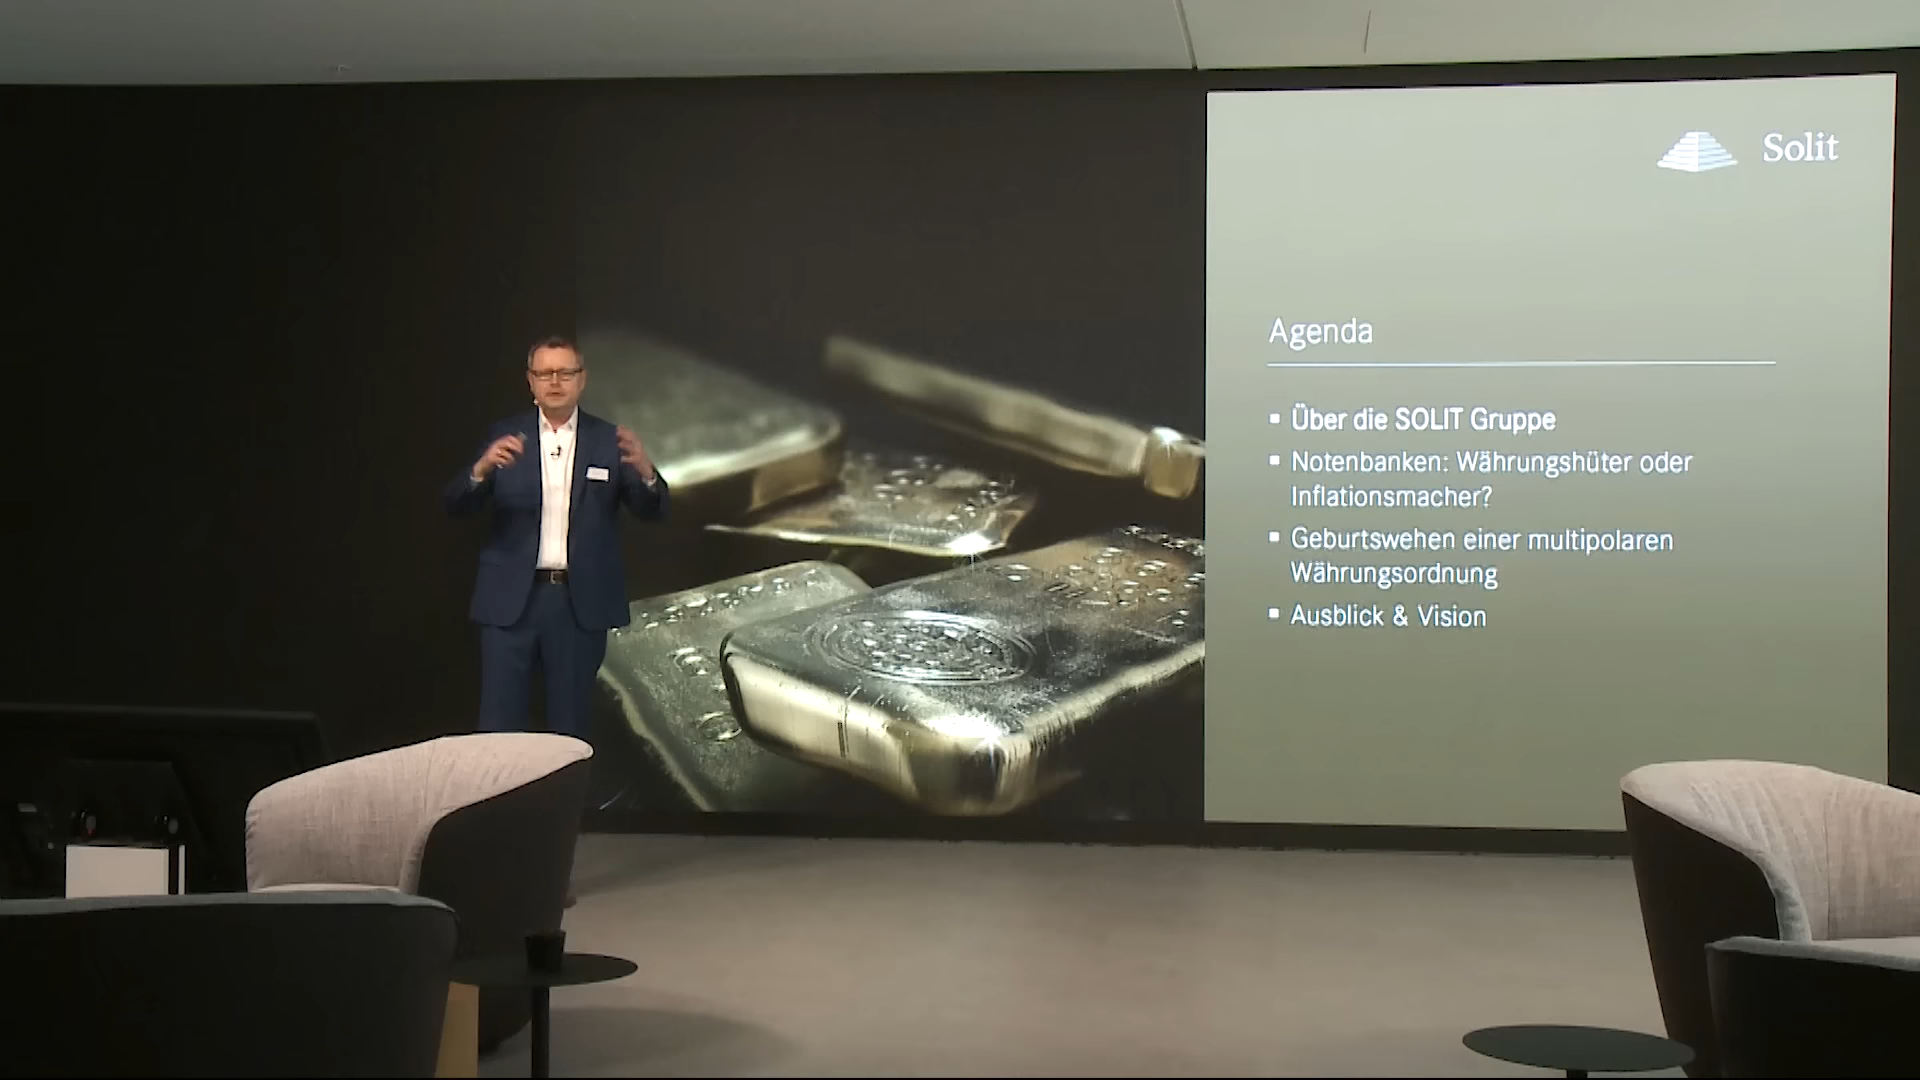 Solit
Agenda
Über die SOLIT Gruppe
Notenbanken: Währungshüter oder
Inflationsmacher?
Geburtswehen einer multipolaren
Währungsordnung
Ausblick & Vision